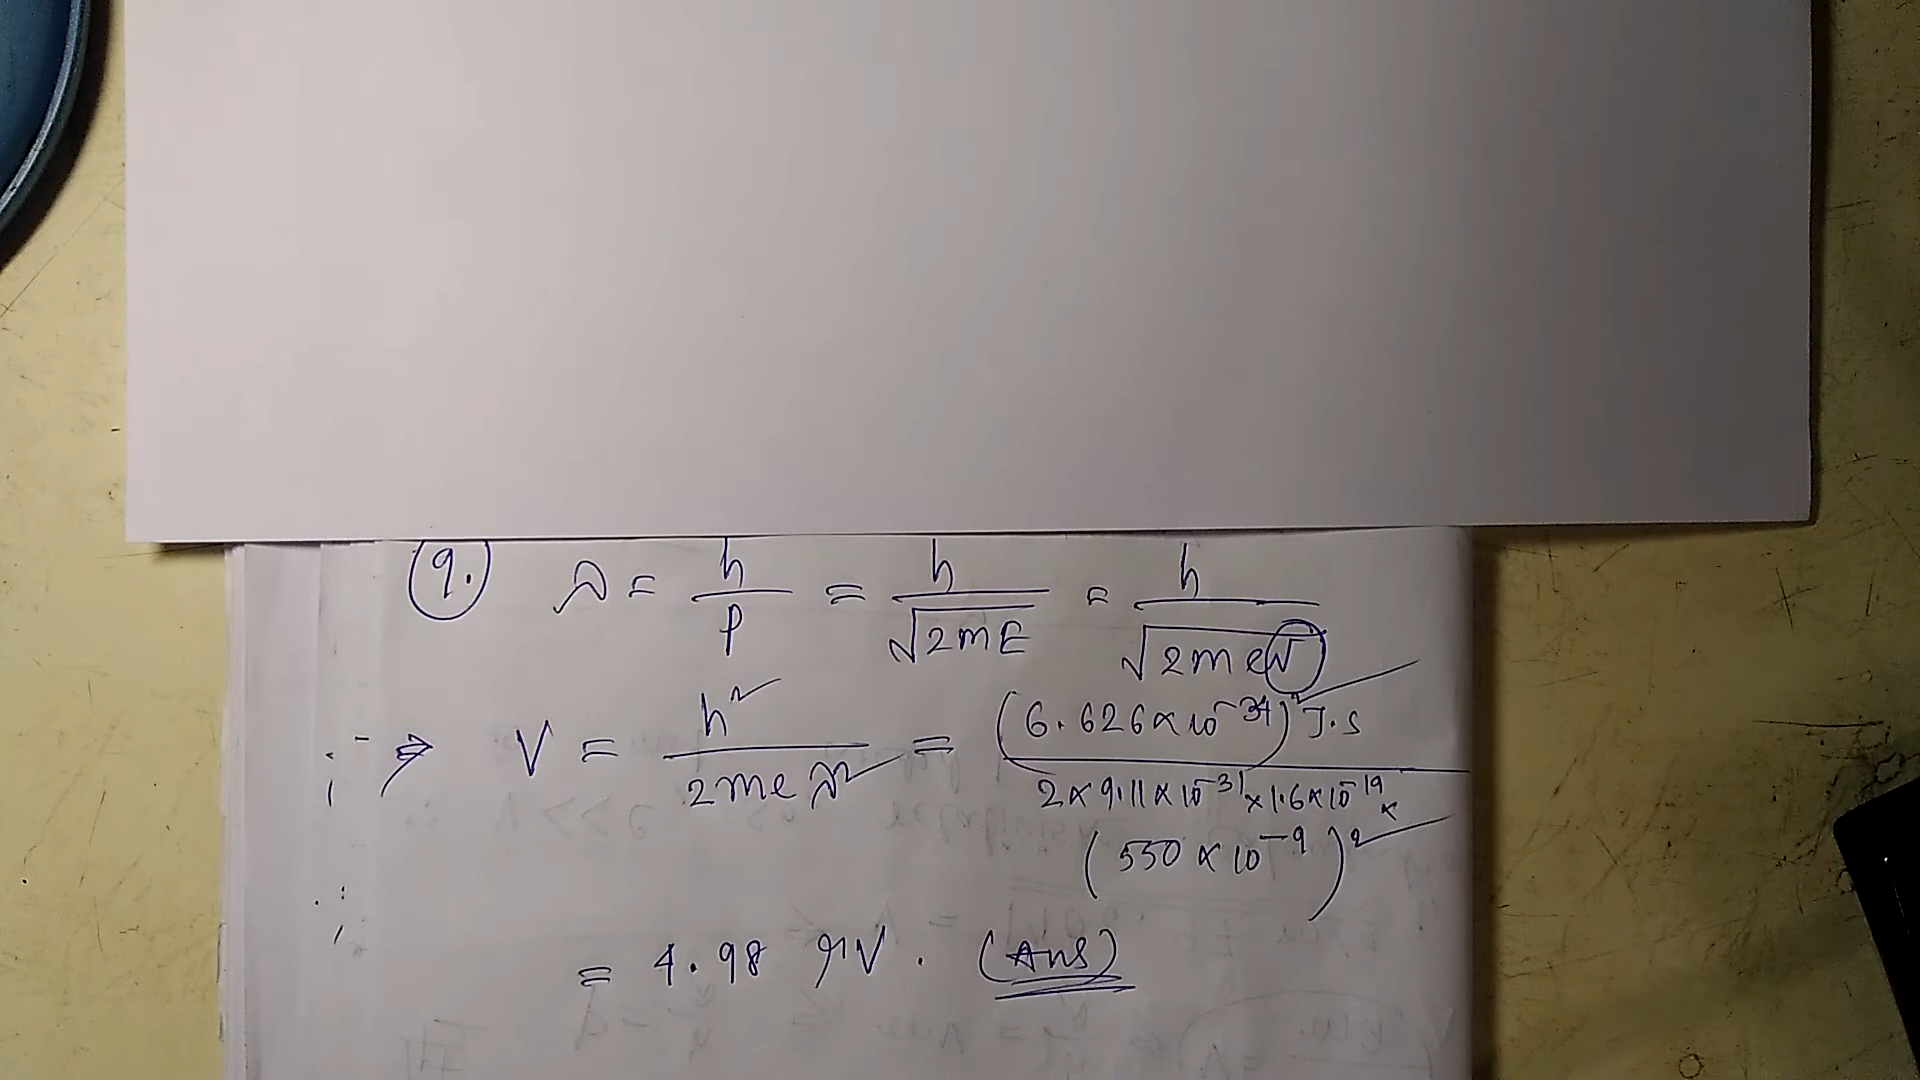 9. λ = h/p = h/√2mE = h/√2meV
∴ ⇒ V = h²/2meλ² = (6.626 × 10⁻³⁴)² J.s / 2 × 9.11 × 10⁻³¹ × 1.6 × 10⁻¹⁹ ×
(550 × 10⁻⁹)²
= 4.98 μV. (Ans)